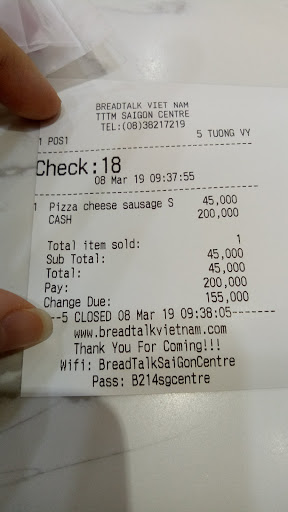 BREADTALK VIET NAM
TTTM SAIGON CENTRE
TEL:(08)38217219
1 POS1 5 TUONG VY
Check:18
08 Mar 19 09:37:55
1 Pizza cheese sausage S 45,000
CASH 200,000
Total item sold: 1
Sub Total: 45,000
Total: 45,000
Pay: 200,000
Change Due: 155,000
---5 CLOSED 08 Mar 19 09:38:05-------
www.breadtalkvietnam.com
Thank You For Coming!!!
Wifi: BreadTalkSaiGonCentre
Pass: B214sgcentre